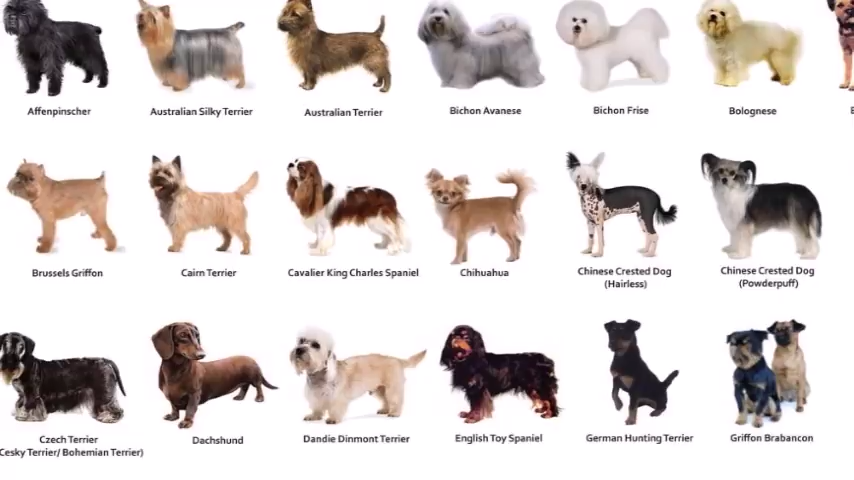 Affenpinscher
Australian Silky Terrier
Australian Terrier
Bichon Avanese
Bichon Frise
Bolognese
Brussels Griffon
Cairn Terrier
Cavalier King Charles Spaniel
Chihuahua
Chinese Crested Dog
(Hairless)
Chinese Crested Dog
(Powderpuff)
Czech Terrier
Cesky Terrier/ Bohemian Terrier)
Dachshund
Dandie Dinmont Terrier
English Toy Spaniel
German Hunting Terrier
Griffon Brabancon